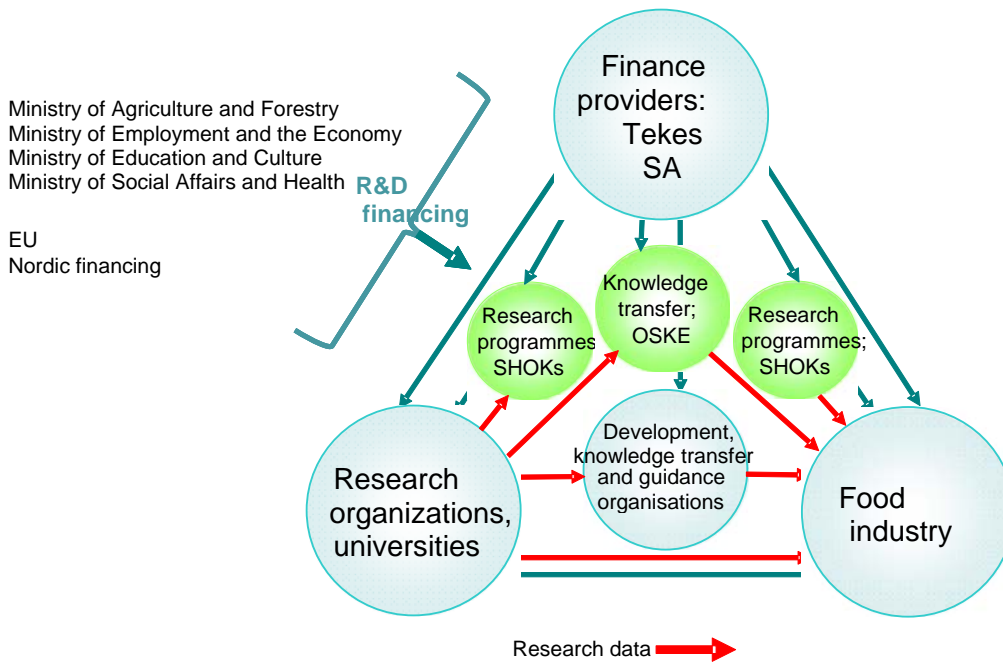 Finance
providers:
Tekes
SA
Ministry of Agriculture and Forestry
Ministry of Employment and the Economy
Ministry of Education and Culture
Ministry of Social Affairs and Health
R&D
financing
EU
Nordic financing
Knowledge
transfer;
OSKE
Research
programmes
SHOKs
Research
programmes;
SHOKs
Development,
knowledge transfer
and guidance
organisations
Research
organizations,
universities
Food
industry
Research data